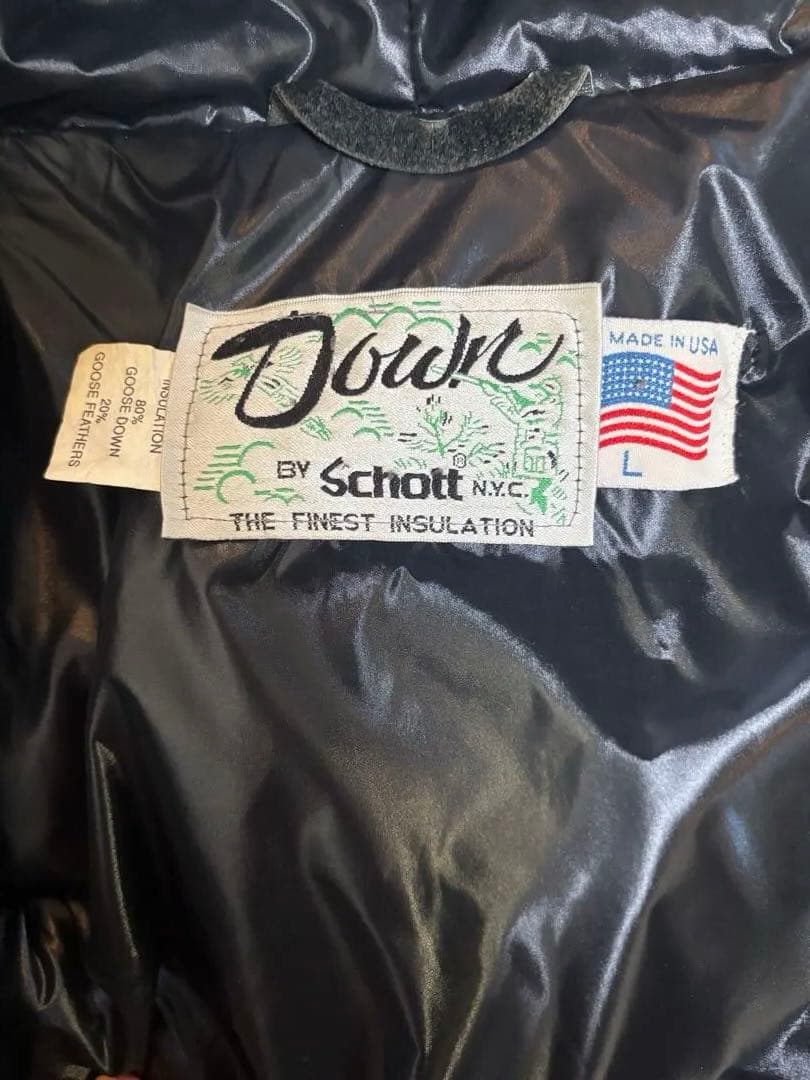 INSULATION
80%
GOOSE DOWN
20%
GOOSE FEATHERS
Down
BY Schott® N.Y.C.
THE FINEST INSULATION
MADE IN USA
L